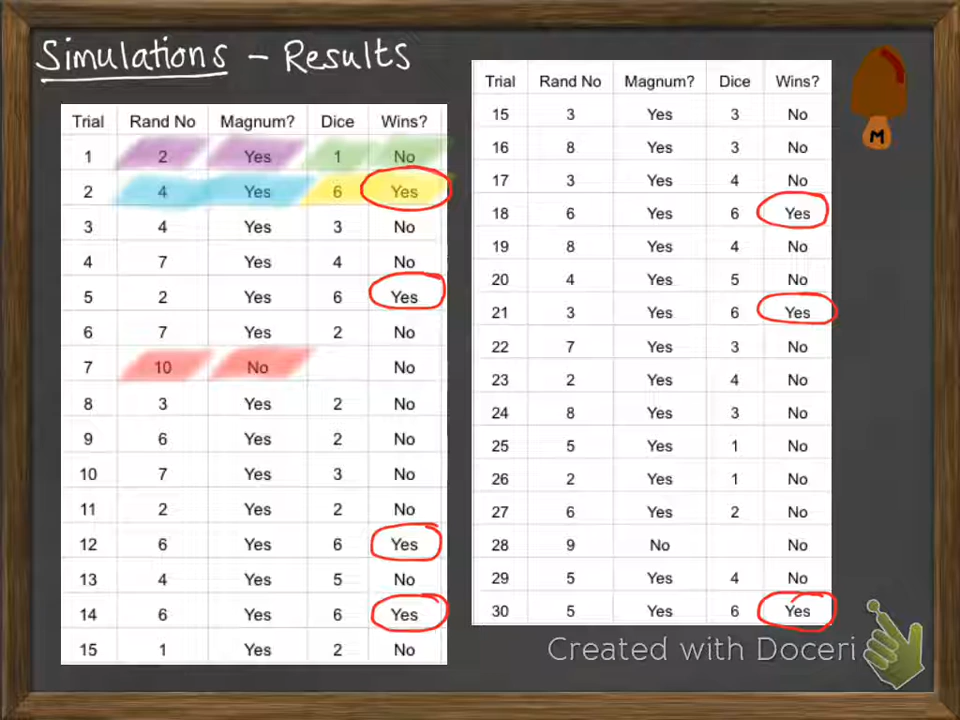 Simulations - Results
Trial Rand No Magnum? Dice Wins?
1 2 Yes 1 No
2 4 Yes 6 Yes
3 4 Yes 3 No
4 7 Yes 4 No
5 2 Yes 6 Yes
6 7 Yes 2 No
7 10 No No
8 3 Yes 2 No
9 6 Yes 2 No
10 7 Yes 3 No
11 2 Yes 2 No
12 6 Yes 6 Yes
13 4 Yes 5 No
14 6 Yes 6 Yes
15 1 Yes 2 No
Trial Rand No Magnum? Dice Wins?
15 3 Yes 3 No
16 8 Yes 3 No
17 3 Yes 4 No
18 6 Yes 6 Yes
19 8 Yes 4 No
20 4 Yes 5 No
21 3 Yes 6 Yes
22 7 Yes 3 No
23 2 Yes 4 No
24 8 Yes 3 No
25 5 Yes 1 No
26 2 Yes 1 No
27 6 Yes 2 No
28 9 No No
29 5 Yes 4 No
30 5 Yes 6 Yes
M
Created with Doceri